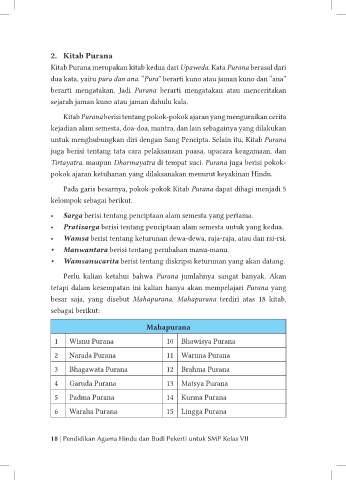 2. Kitab Purana
Kitab Purana merupakan kitab kedua dari Upaweda. Kata Purana berasal dari
dua kata, yaitu pura dan ana. "Pura" berarti kuno atau jaman kuno dan "ana"
berarti mengatakan. Jadi Purana berarti mengatakan atau menceritakan
sejarah jaman kuno atau jaman dahulu kala.
Kitab Purana berisi tentang pokok-pokok ajaran yang menguraikan cerita
kejadian alam semesta, doa-doa, mantra, dan lain sebagainya yang dilakukan
untuk menghubungkan diri dengan Sang Pencipta. Selain itu, Kitab Purana
juga berisi tentang tata cara pelaksanaan puasa, upacara keagamaan, dan
Tirtayatra, maupun Dharmayatra di tempat suci. Purana juga berisi pokok-
pokok ajaran ketuhanan yang dilaksanakan menurut keyakinan Hindu.
Pada garis besarnya, pokok-pokok Kitab Purana dapat dibagi menjadi 5
kelompok sebagai berikut.
• Sarga berisi tentang penciptaan alam semesta yang pertama.
• Pratisarga berisi tentang penciptaan alam semesta untuk yang kedua.
• Wamsa berisi tentang keturunan dewa-dewa, raja-raja, atau dan rsi-rsi.
• Manwantara berisi tentang perubahan manu-manu.
• Wamsanucarita berisi tentang diskripsi keturunan yang akan datang.
Perlu kalian ketahui bahwa Purana jumlahnya sangat banyak. Akan
tetapi dalam kesempatan ini kalian hanya akan mempelajari Purana yang
besar saja, yang disebut Mahapurana. Mahapurana terdiri atas 18 kitab,
sebagai berikut:
Mahapurana
1 Wisnu Purana 10 Bhawisya Purana
2 Narada Purana 11 Waruna Purana
3 Bhagawata Purana 12 Brahma Purana
4 Garuda Purana 13 Matsya Purana
5 Padma Purana 14 Kurma Purana
6 Waraha Purana 15 Lingga Purana
18 | Pendidikan Agama Hindu dan Budi Pekerti untuk SMP Kelas VII